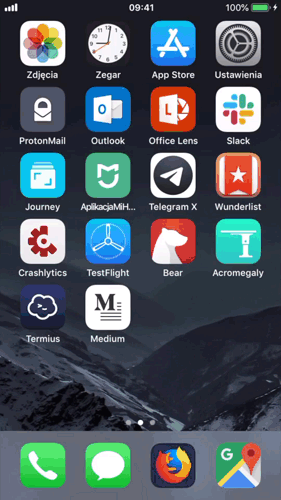 09:41
100%
Zdjęcia
Zegar
App Store
Ustawienia
ProtonMail
Outlook
Office Lens
Slack
Journey
AplikacjaMiH...
Telegram X
Wunderlist
Crashlytics
TestFlight
Bear
Acromegaly
Termius
Medium